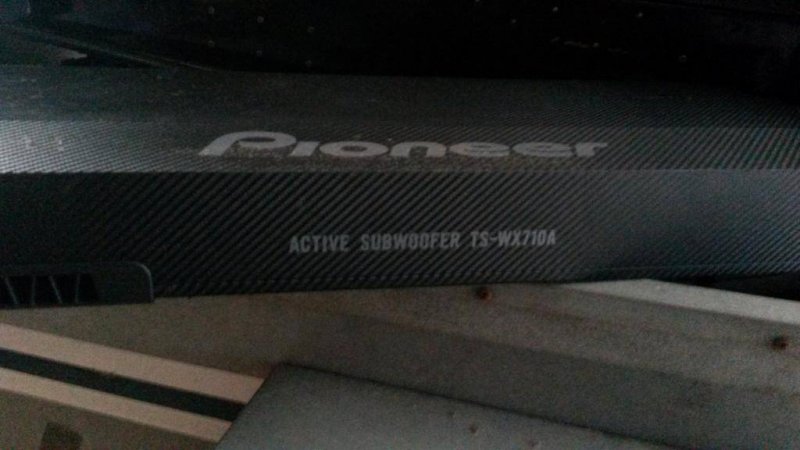 Pioneer
ACTIVE SUBWOOFER TS-WX710A